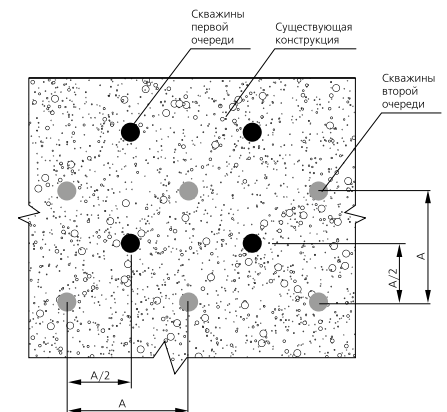 Скважины
первой
очереди
Существующая
конструкция
Скважины
второй
очереди
А
А/2
А/2
А